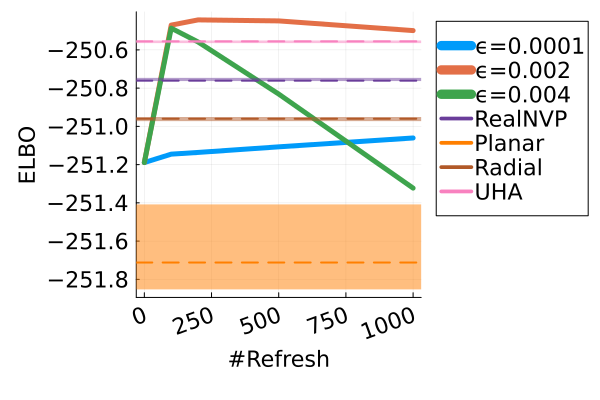 ELBO
−250.6
−250.8
−251.0
−251.2
−251.4
−251.6
−251.8
0
250
500
750
1000
#Refresh
ϵ=0.0001
ϵ=0.002
ϵ=0.004
RealNVP
Planar
Radial
UHA